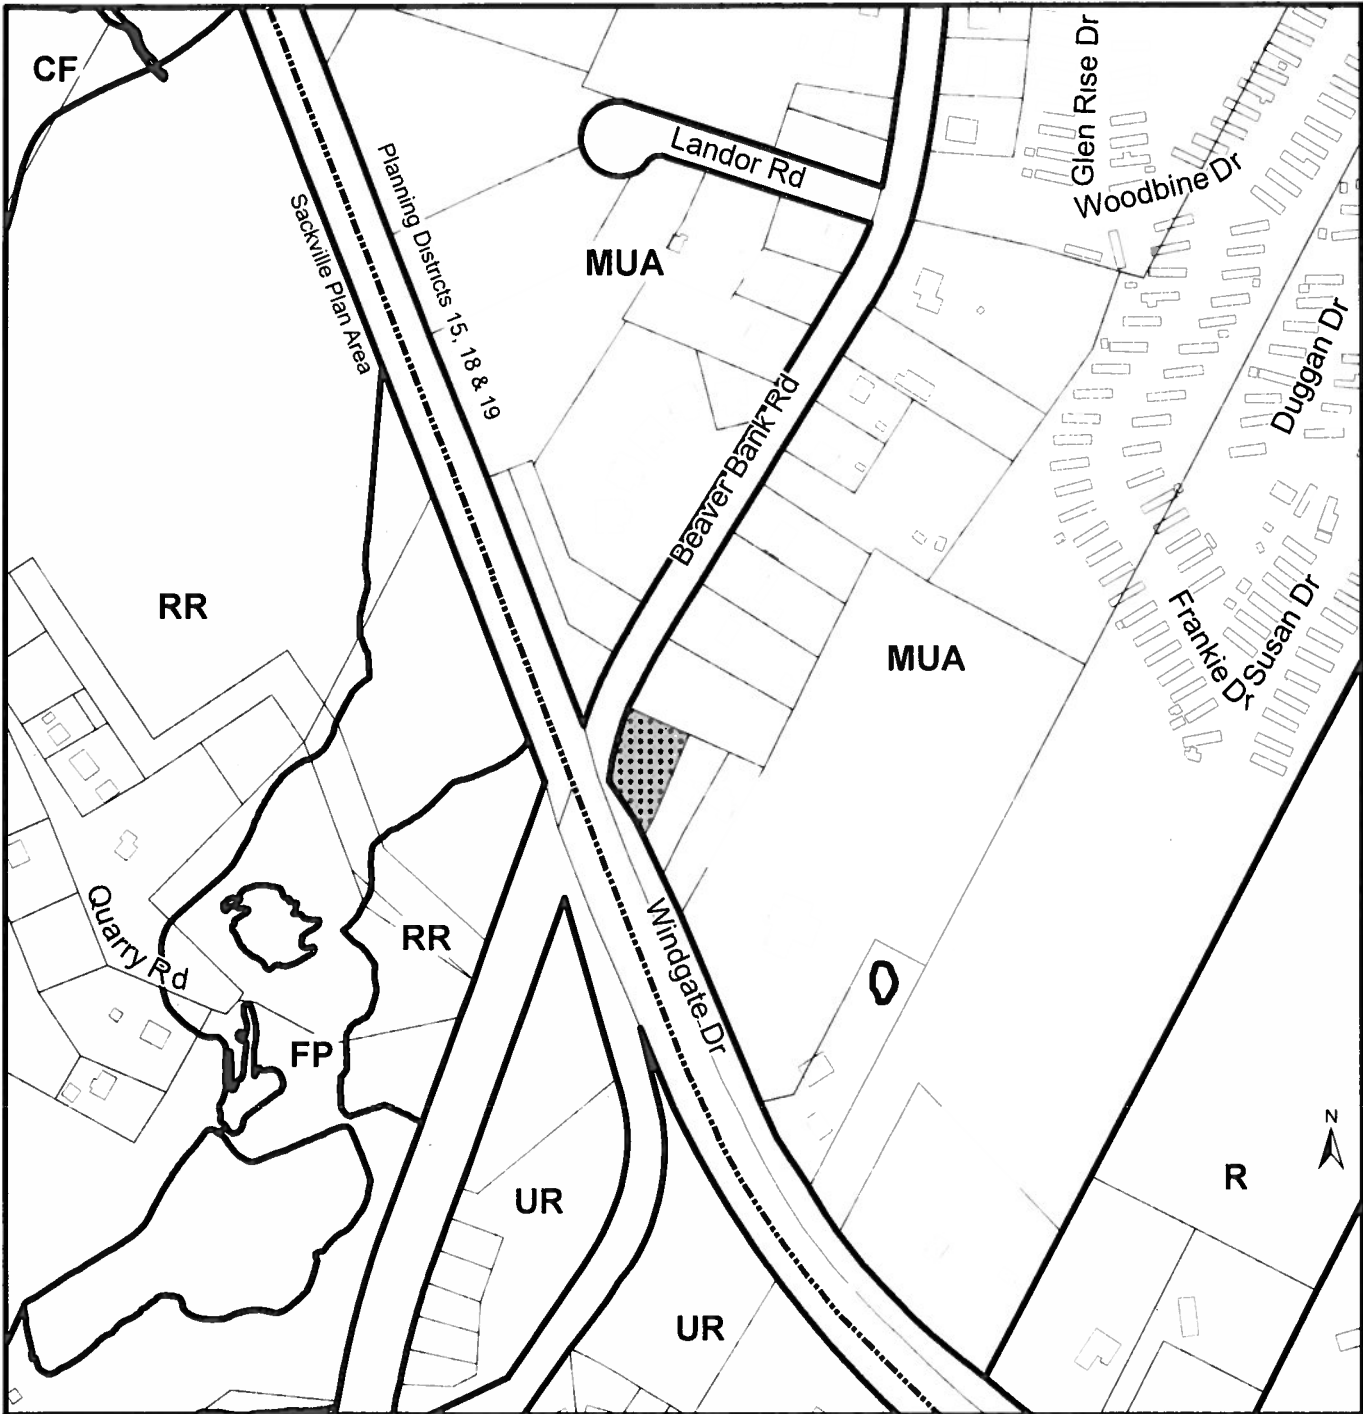 CF
Glen Rise Dr
Landor Rd
Woodbine Dr
Planning Districts 15, 18 & 19
Sackville Plan Area
MUA
Duggan Dr
Beaver Bank Rd
RR
MUA
Frankie Dr
Susan Dr
Quarry Rd
RR
Windgate Dr
FP
N
UR
R
UR